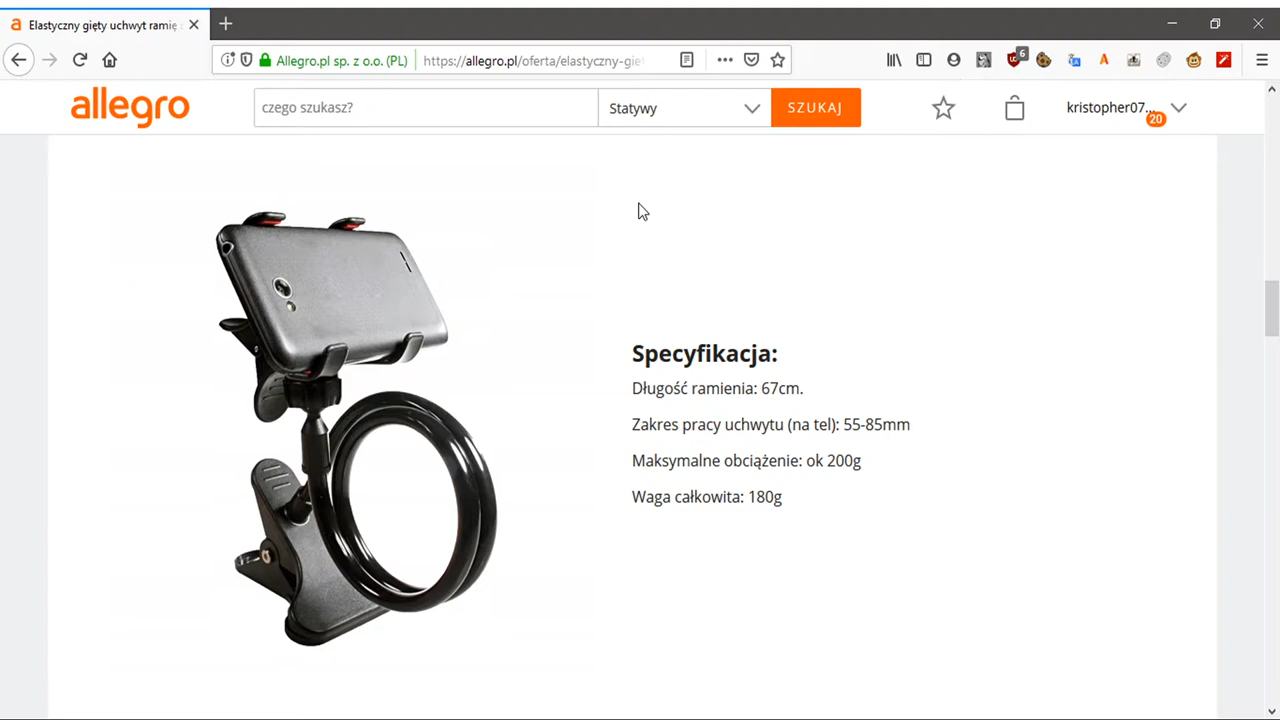 Elastyczny gięty uchwyt ramię
Allegro.pl sp. z o.o. (PL)
https://allegro.pl/oferta/elastyczny-gię
6
allegro
czego szukasz?
Statywy
SZUKAJ
kristopher07...
20
Specyfikacja:
Długość ramienia: 67cm.
Zakres pracy uchwytu (na tel): 55-85mm
Maksymalne obciążenie: ok 200g
Waga całkowita: 180g